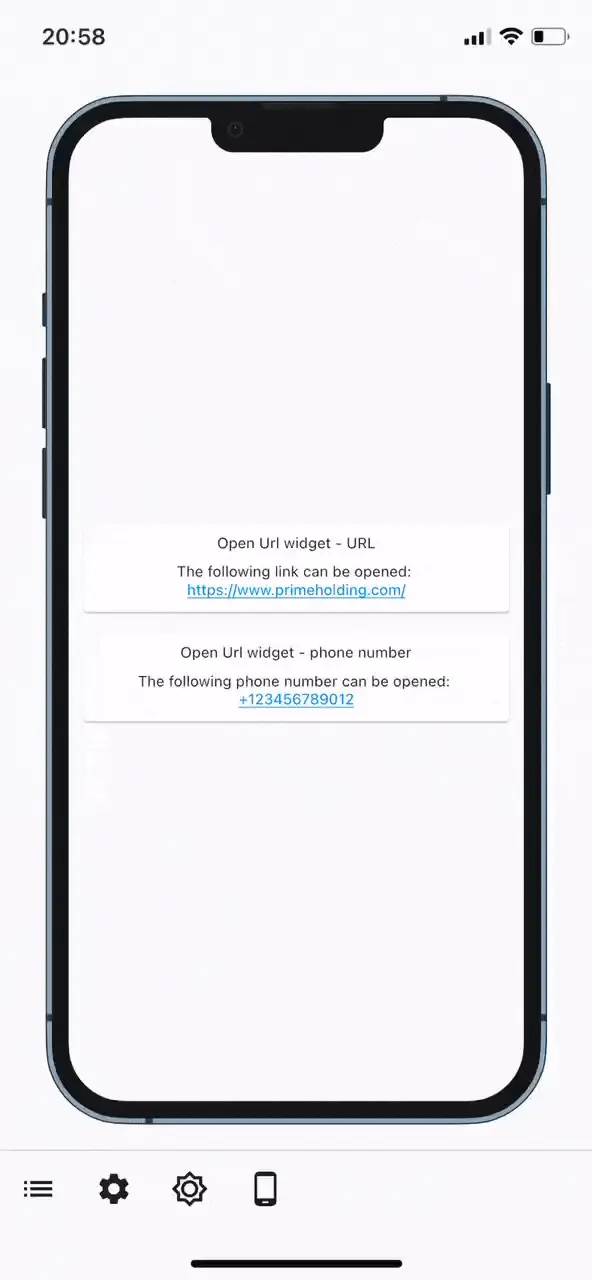 20:58
Open Url widget - URL
The following link can be opened:
https://www.primeholding.com/
Open Url widget - phone number
The following phone number can be opened:
+123456789012